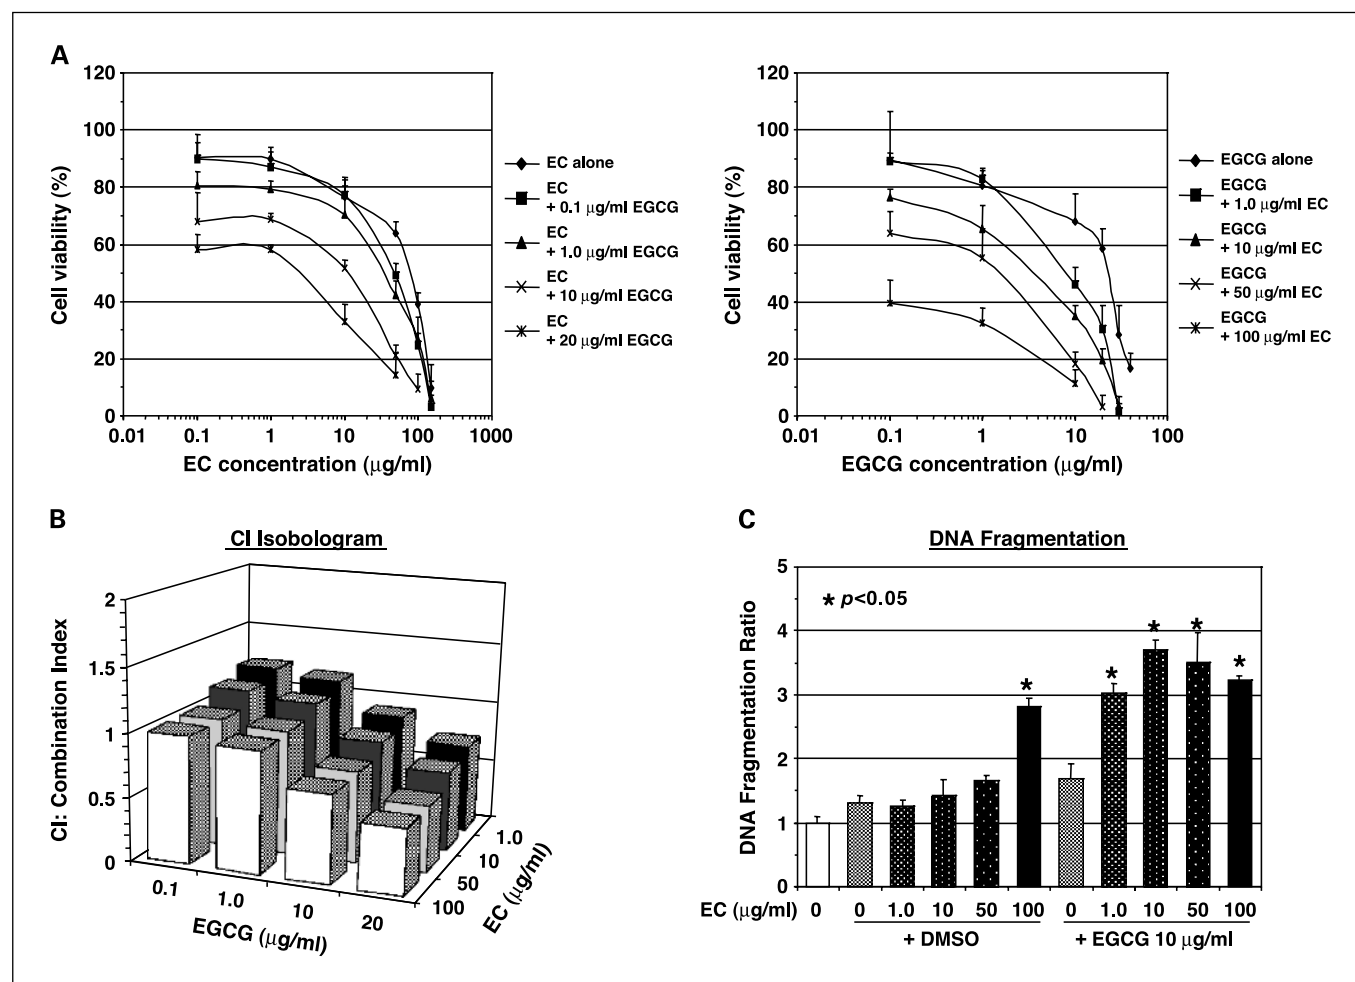 A
120
100
80
60
40
20
0
Cell viability (%)
0.01 0.1 1 10 100 1000
EC concentration (μg/ml)
EC alone
EC
+ 0.1 μg/ml EGCG
EC
+ 1.0 μg/ml EGCG
EC
+ 10 μg/ml EGCG
EC
+ 20 μg/ml EGCG
120
100
80
60
40
20
0
Cell viability (%)
0.01 0.1 1 10 100
EGCG concentration (μg/ml)
EGCG alone
EGCG
+ 1.0 μg/ml EC
EGCG
+ 10 μg/ml EC
EGCG
+ 50 μg/ml EC
EGCG
+ 100 μg/ml EC
B
CI Isobologram
2
1.5
1
0.5
0
CI: Combination Index
0.1 1.0 10 20
EGCG (μg/ml)
1.0
10
50
100
EC (μg/ml)
C
DNA Fragmentation
5
4
3
2
1
0
DNA Fragmentation Ratio
* p<0.05
*
*
*
*
*
EC (μg/ml) 0 0 1.0 10 50 100 0 1.0 10 50 100
+ DMSO + EGCG 10 μg/ml